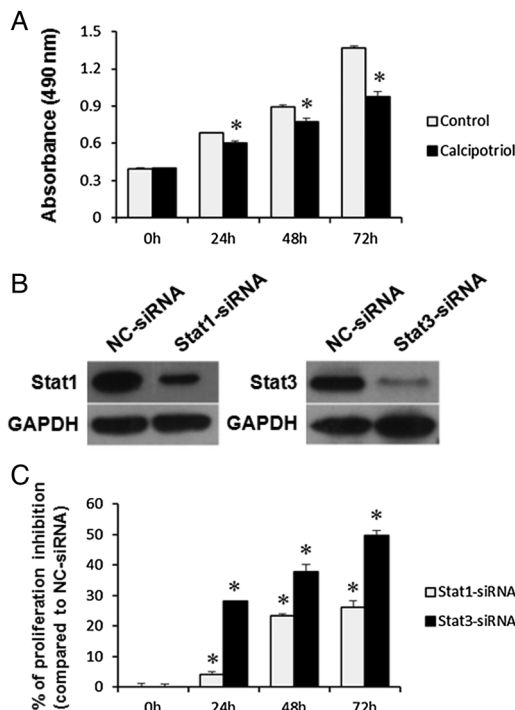 A
Absorbance (490 nm)
1.5
1.2
0.9
0.6
0.3
0
*
*
*
0h
24h
48h
72h
Control
Calcipotriol
B
NC-siRNA
Stat1-siRNA
NC-siRNA
Stat3-siRNA
Stat1
Stat3
GAPDH
GAPDH
C
% of proliferation inhibition
(compared to NC-siRNA)
60
50
40
30
20
10
0
*
*
*
*
*
*
0h
24h
48h
72h
Stat1-siRNA
Stat3-siRNA